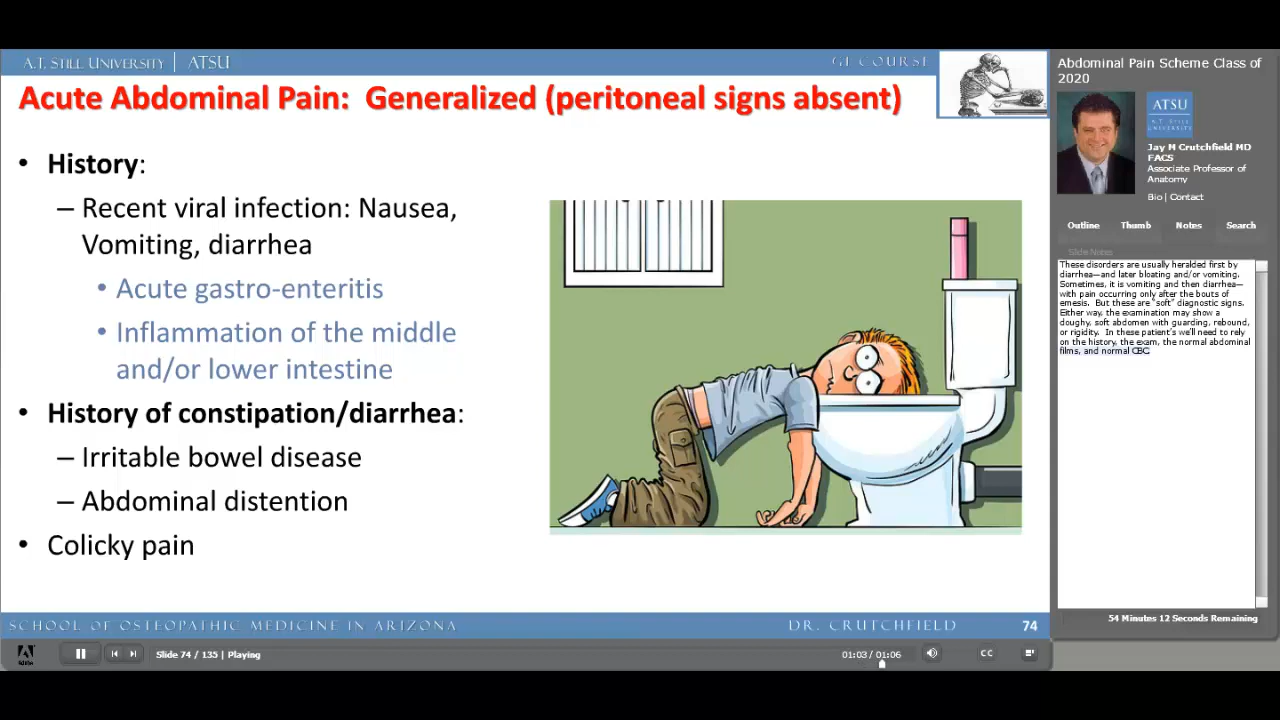 A.T. STILL UNIVERSITY | ATSU
GI COURSE
Acute Abdominal Pain: Generalized (peritoneal signs absent)
• History:
– Recent viral infection: Nausea,
Vomiting, diarrhea
• Acute gastro-enteritis
• Inflammation of the middle
and/or lower intestine
• History of constipation/diarrhea:
– Irritable bowel disease
– Abdominal distention
• Colicky pain
SCHOOL OF OSTEOPATHIC MEDICINE IN ARIZONA
DR. CRUTCHFIELD
74
Adobe
Slide 74 / 135 | Playing
01:03 / 01:06
CC
Abdominal Pain Scheme Class of
2020
ATSU
A.T. STILL
UNIVERSITY
Jay M Crutchfield MD
FACS
Associate Professor of
Anatomy
Bio | Contact
Outline
Thumb
Notes
Search
Slide Notes
These disorders are usually heralded first by
diarrhea—and later bloating and/or vomiting.
Sometimes, it is vomiting and then diarrhea—
with pain occurring only after the bouts of
emesis. But these are “soft” diagnostic signs.
Either way, the examination may show a
doughy, soft abdomen with guarding, rebound,
or rigidity. In these patient's we'll need to rely
on the history, the exam, the normal abdominal
films, and normal CBC.
54 Minutes 12 Seconds Remaining